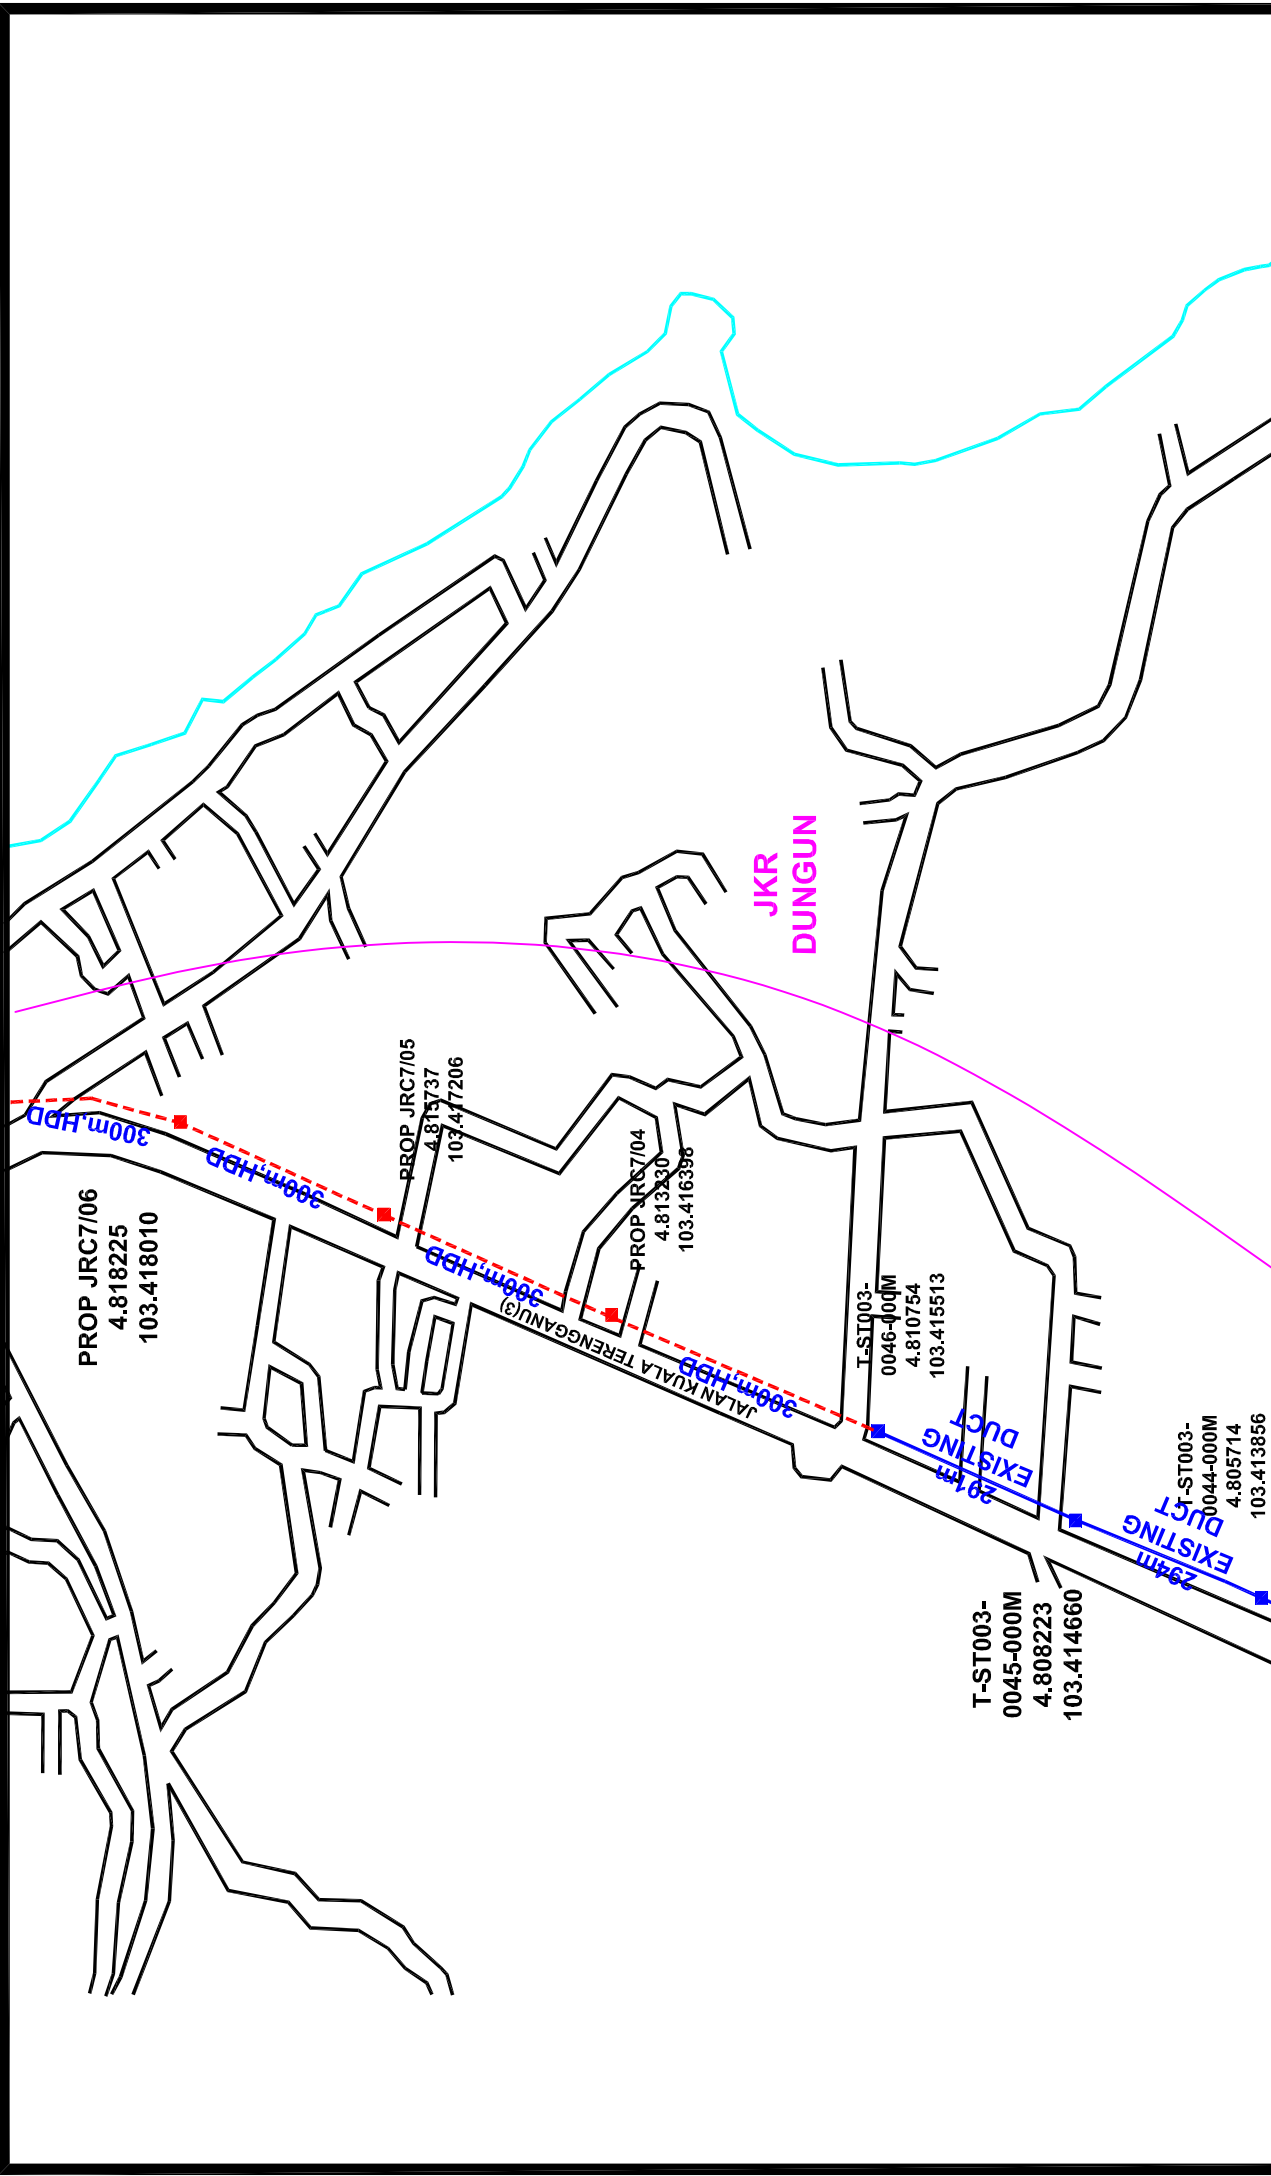 JKR
DUNGUN
PROP JRC7/05
4.815737
103.417206
300m,HDD
300m,HDD
PROP JRC7/04
4.813230
103.416398
PROP JRC7/06
4.818225
103.418010
300m,HDD
JALAN KUALA TERENGGANU(3)
300m,HDD
T-ST003-
0046-000M
4.810754
103.415513
EXISTING
DUCT
291m
T-ST003-
0044-000M
4.805714
103.413856
EXISTING
DUCT
294m
T-ST003-
0045-000M
4.808223
103.414660